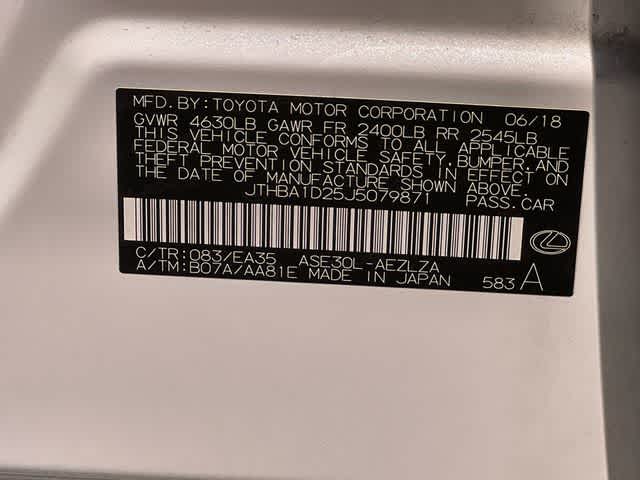 MFD. BY: TOYOTA MOTOR CORPORATION 06/18
GVWR 4630LB GAWR FR 2400LB RR 2545LB
THIS VEHICLE CONFORMS TO ALL APPLICABLE
FEDERAL MOTOR VEHICLE SAFETY, BUMPER, AND
THEFT PREVENTION STANDARDS IN EFFECT ON
THE DATE OF MANUFACTURE SHOWN ABOVE.
JTHBA1D25J5079871 PASS.CAR
C/TR: 083/EA35 ASE30L-AEZLZA
A/TM: B07A/AA81E MADE IN JAPAN 583 A